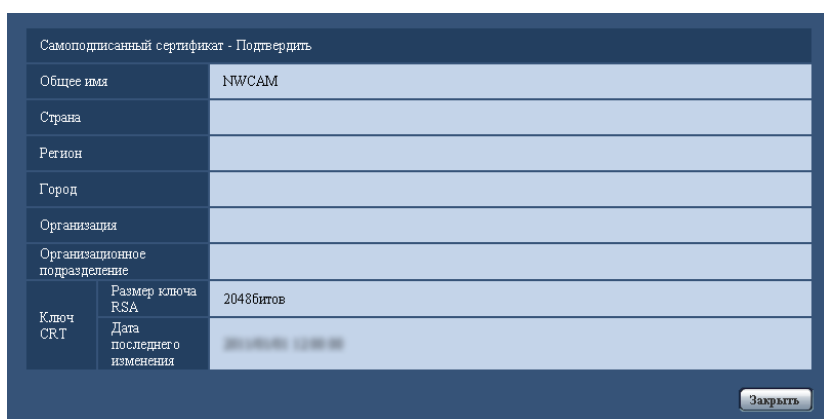 Самоподписанный сертификат - Подтвердить
Общее имя NWCAM
Страна
Регион
Город
Организация
Организационное
подразделение
Ключ
CRT
Размер ключа
RSA
2048битов
Дата
последнего
изменения
Закрыть